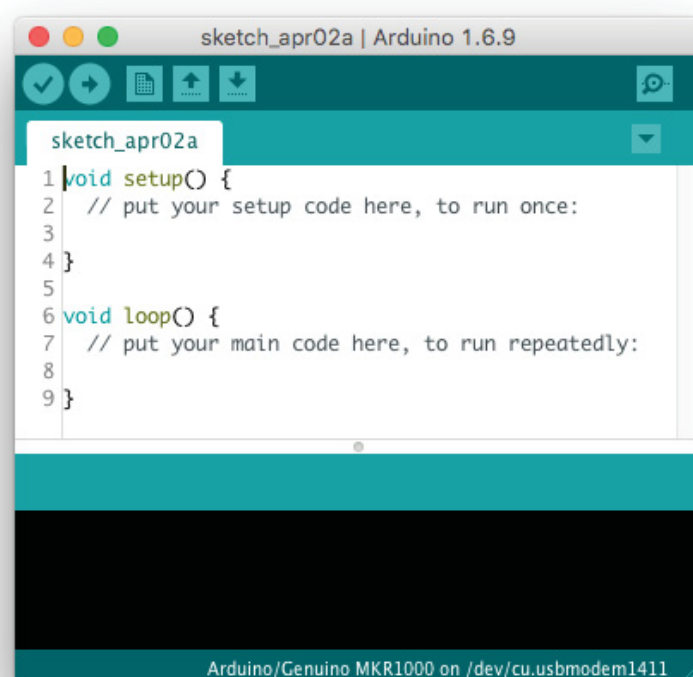 sketch_apr02a | Arduino 1.6.9
sketch_apr02a
1 void setup() {
2   // put your setup code here, to run once:
3
4 }
5
6 void loop() {
7   // put your main code here, to run repeatedly:
8
9 }
Arduino/Genuino MKR1000 on /dev/cu.usbmodem1411